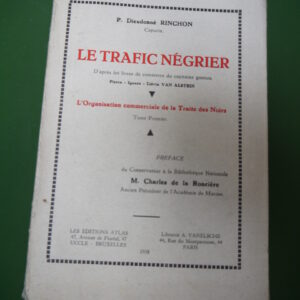 P. Dieudonné RINCHON
Capucin
LE TRAFIC NÉGRIER
D'après les livres de commerce du capitaine gantois
Pierre - Ignace - Liévin VAN ALSTEIN
L'Organisation commerciale de la Traite des Noirs
Tome Premier
PRÉFACE
du Conservateur à la Bibliothèque Nationale
M. Charles de la Roncière
Ancien Président de l'Académie de Marine.
LES EDITIONS ATLAS
UCCLE - BRUXELLES
Librairie A. VANELSCHE
PARIS
1938